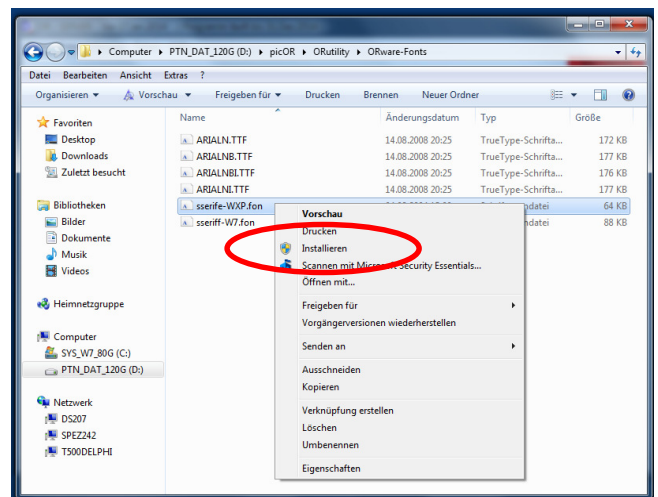 Computer ▸ PTN_DAT_120G (D:) ▸ picOR ▸ ORutility ▸ ORware-Fonts
Datei Bearbeiten Ansicht Extras ?
Organisieren Vorschau Freigeben für Drucken Brennen Neuer Ordner
Name Änderungsdatum Typ Größe
Favoriten
Desktop
Downloads
Zuletzt besucht
Bibliotheken
Bilder
Dokumente
Musik
Videos
Heimnetzgruppe
Computer
SYS_W7_80G (C:)
PTN_DAT_120G (D:)
Netzwerk
DS207
SPEZ242
T500DELPHI
ARIALN.TTF 14.08.2008 20:25 TrueType-Schrifta... 172 KB
ARIALNB.TTF 14.08.2008 20:25 TrueType-Schrifta... 177 KB
ARIALNBI.TTF 14.08.2008 20:25 TrueType-Schrifta... 176 KB
ARIALNI.TTF 14.08.2008 20:25 TrueType-Schrifta... 177 KB
sserife-WXP.fon 64 KB
sseriff-W7.fon ndatei 88 KB
Vorschau
Drucken
Installieren
Scannen mit Microsoft Security Essentials...
Öffnen mit...
Freigeben für
Vorgängerversionen wiederherstellen
Senden an
Ausschneiden
Kopieren
Verknüpfung erstellen
Löschen
Umbenennen
Eigenschaften